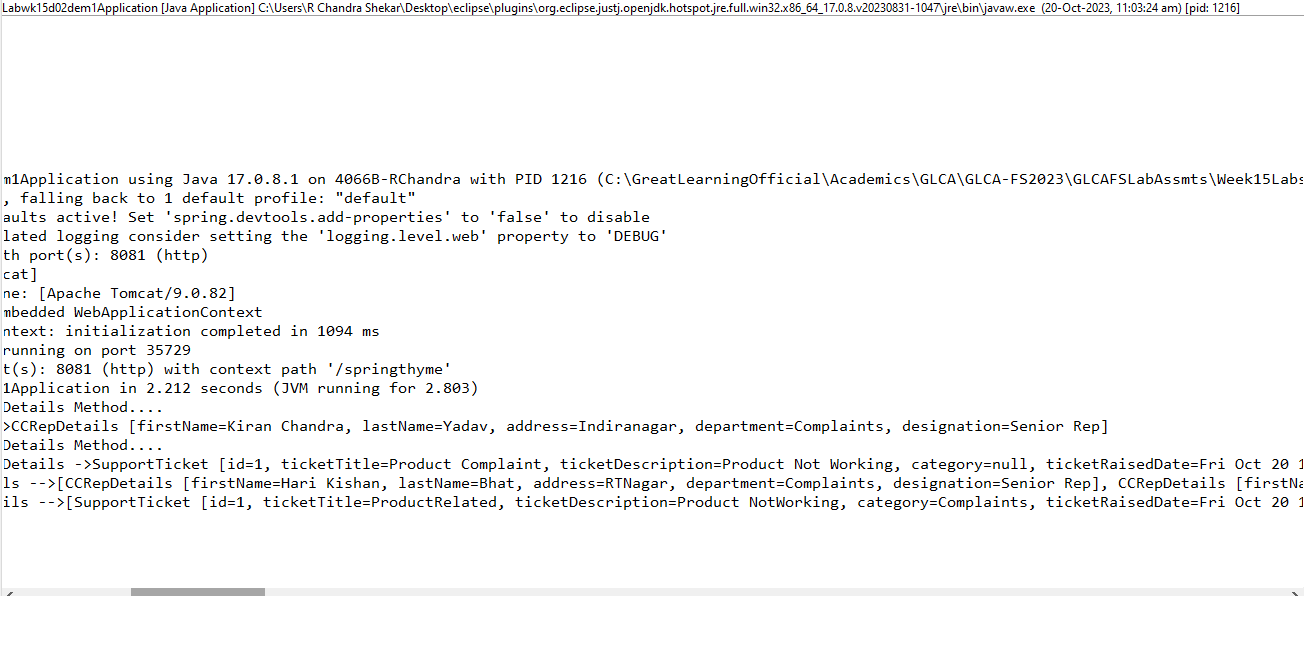 Labwk15d02dem1Application [Java Application] C:\Users\R Chandra Shekar\Desktop\eclipse\plugins\org.eclipse.justj.openjdk.hotspot.jre.full.win32.x86_64_17.0.8.v20230831-1047\jre\bin\javaw.exe (20-Oct-2023, 11:03:24 am) [pid: 1216]
m1Application using Java 17.0.8.1 on 4066B-RChandra with PID 1216 (C:\GreatLearningOfficial\Academics\GLCA\GLCA-FS2023\GLCAFSLabAssmts\Week15Labs
, falling back to 1 default profile: "default"
aults active! Set 'spring.devtools.add-properties' to 'false' to disable
lated logging consider setting the 'logging.level.web' property to 'DEBUG'
th port(s): 8081 (http)
cat]
ne: [Apache Tomcat/9.0.82]
mbedded WebApplicationContext
ntext: initialization completed in 1094 ms
running on port 35729
t(s): 8081 (http) with context path '/springthyme'
1Application in 2.212 seconds (JVM running for 2.803)
Details Method....
>CCRepDetails [firstName=Kiran Chandra, lastName=Yadav, address=Indiranagar, department=Complaints, designation=Senior Rep]
Details Method....
Details ->SupportTicket [id=1, ticketTitle=Product Complaint, ticketDescription=Product Not Working, category=null, ticketRaisedDate=Fri Oct 20 1
ls -->[CCRepDetails [firstName=Hari Kishan, lastName=Bhat, address=RTNagar, department=Complaints, designation=Senior Rep], CCRepDetails [firstNa
ils -->[SupportTicket [id=1, ticketTitle=ProductRelated, ticketDescription=Product NotWorking, category=Complaints, ticketRaisedDate=Fri Oct 20 1